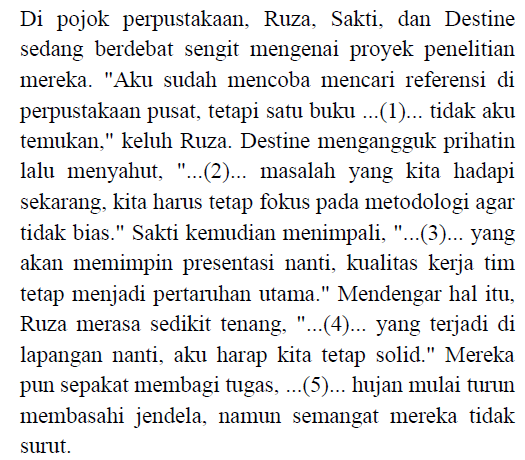 Di pojok perpustakaan, Ruza, Sakti, dan Destine
sedang berdebat sengit mengenai proyek penelitian
mereka. "Aku sudah mencoba mencari referensi di
perpustakaan pusat, tetapi satu buku ...(1)... tidak aku
temukan," keluh Ruza. Destine mengangguk prihatin
lalu menyahut, "...(2)... masalah yang kita hadapi
sekarang, kita harus tetap fokus pada metodologi agar
tidak bias." Sakti kemudian menimpali, "...(3)... yang
akan memimpin presentasi nanti, kualitas kerja tim
tetap menjadi pertaruhan utama." Mendengar hal itu,
Ruza merasa sedikit tenang, "...(4)... yang terjadi di
lapangan nanti, aku harap kita tetap solid." Mereka
pun sepakat membagi tugas, ...(5)... hujan mulai turun
membasahi jendela, namun semangat mereka tidak
surut.